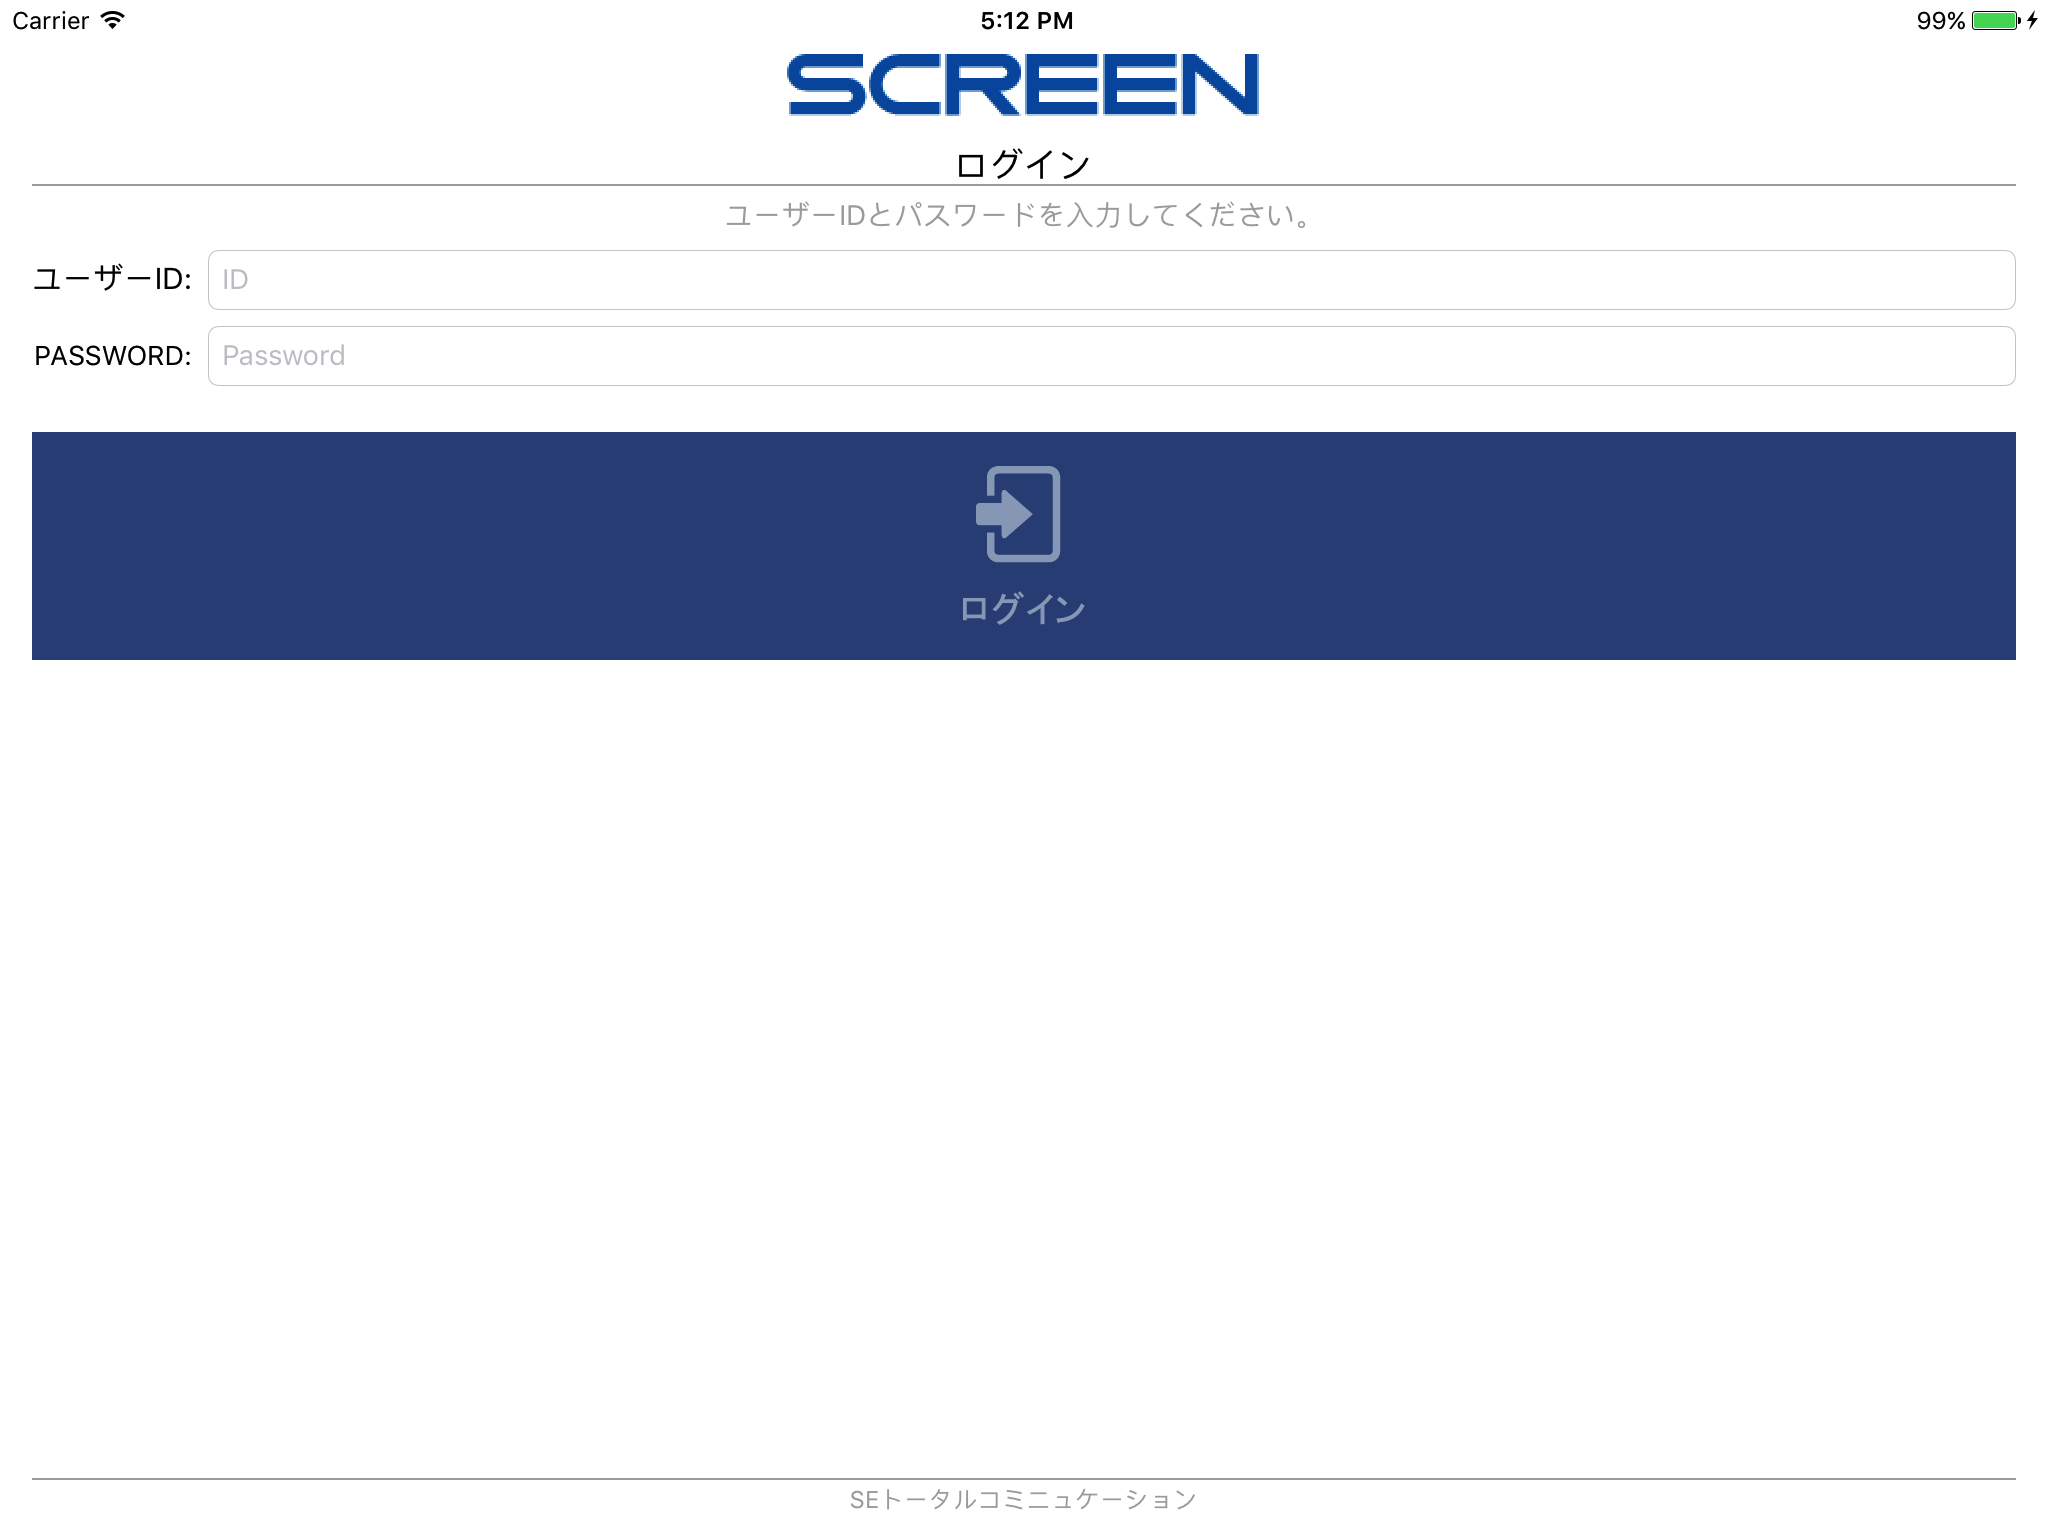 Carrier 5:12 PM 99%
SCREEN
ログイン
ユーザーIDとパスワードを入力してください。
ユーザーID: ID
PASSWORD: Password
ログイン
SEトータルコミニュケーション